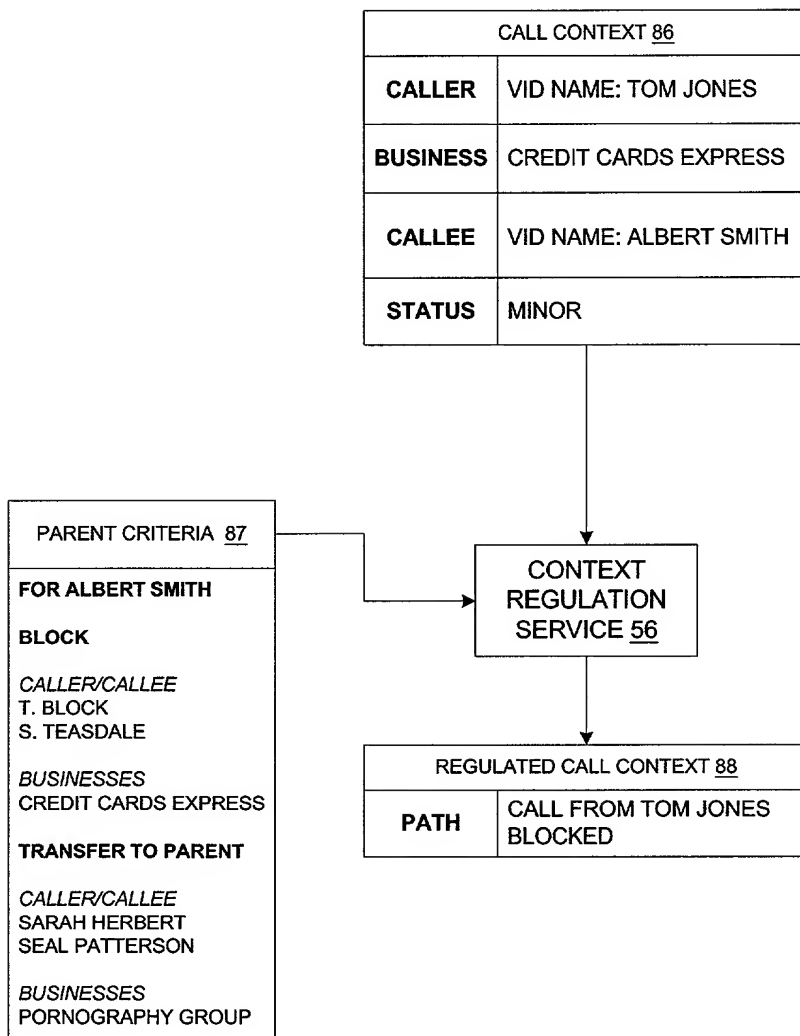 CALL CONTEXT 86
CALLER VID NAME: TOM JONES
BUSINESS CREDIT CARDS EXPRESS
CALLEE VID NAME: ALBERT SMITH
STATUS MINOR
PARENT CRITERIA 87
FOR ALBERT SMITH
BLOCK
CALLER/CALLEE
T. BLOCK
S. TEASDALE
BUSINESSES
CREDIT CARDS EXPRESS
TRANSFER TO PARENT
CALLER/CALLEE
SARAH HERBERT
SEAL PATTERSON
BUSINESSES
PORNOGRAPHY GROUP
CONTEXT
REGULATION
SERVICE 56
REGULATED CALL CONTEXT 88
PATH CALL FROM TOM JONES
BLOCKED